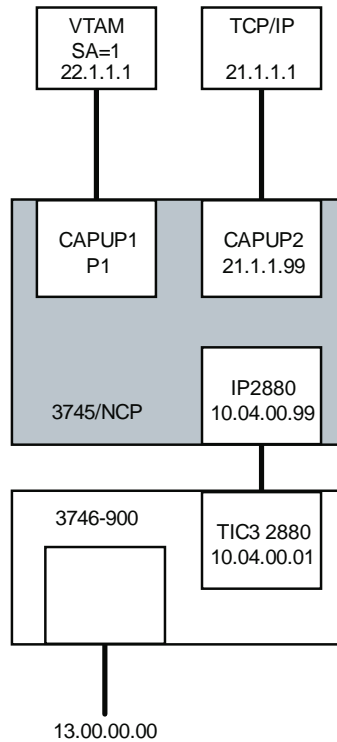 VTAM
SA=1
22.1.1.1
TCP/IP
21.1.1.1
CAPUP1
P1
CAPUP2
21.1.1.99
IP2880
10.04.00.99
3745/NCP
3746-900
TIC3 2880
10.04.00.01
13.00.00.00